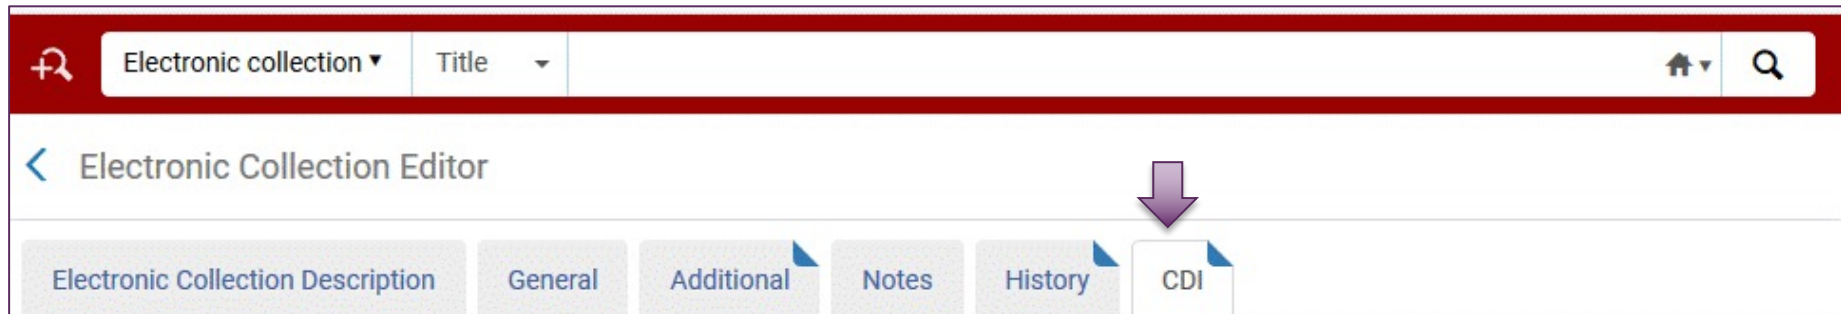 Electronic collection Title
Electronic Collection Editor
Electronic Collection Description General Additional Notes History CDI